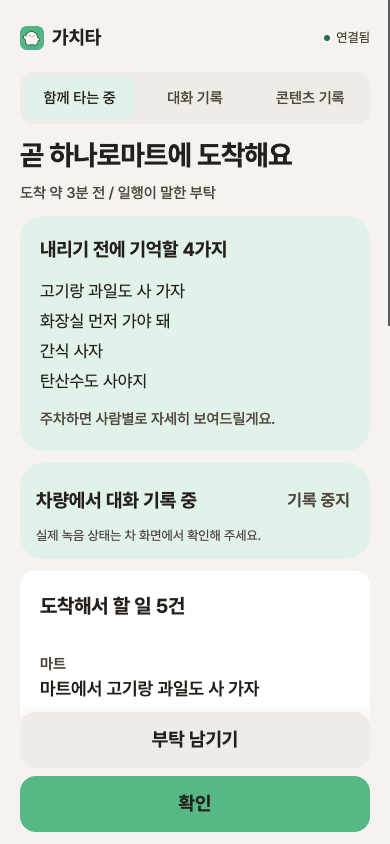 가치타
연결됨
함께 타는 중
대화 기록
콘텐츠 기록
곧 하나로마트에 도착해요
도착 약 3분 전 / 일행이 말한 부탁
내리기 전에 기억할 4가지
고기랑 과일도 사 가자
화장실 먼저 가야 돼
간식 사자
탄산수도 사야지
주차하면 사람별로 자세히 보여드릴게요.
차량에서 대화 기록 중
기록 중지
실제 녹음 상태는 차 화면에서 확인해 주세요.
도착해서 할 일 5건
마트
마트에서 고기랑 과일도 사 가자
부탁 남기기
확인